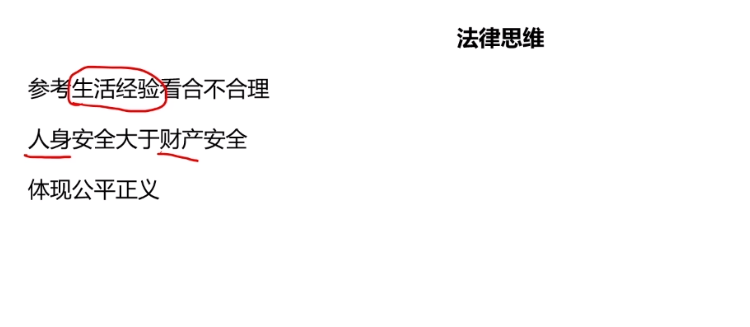 法律思维
参考生活经验看合不合理
人身安全大于财产安全
体现公平正义